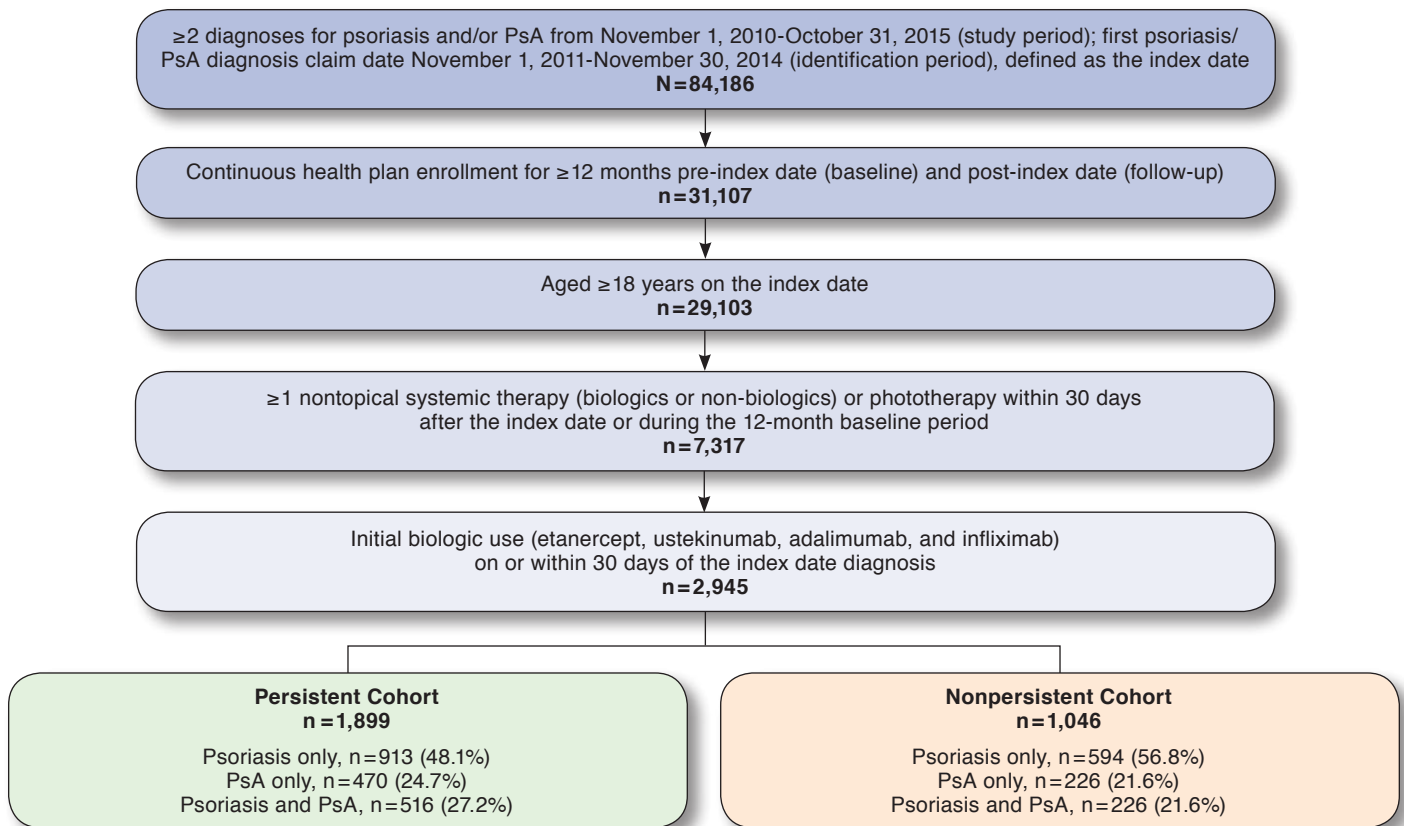 ≥2 diagnoses for psoriasis and/or PsA from November 1, 2010-October 31, 2015 (study period); first psoriasis/
PsA diagnosis claim date November 1, 2011-November 30, 2014 (identification period), defined as the index date
N=84,186
Continuous health plan enrollment for ≥12 months pre-index date (baseline) and post-index date (follow-up)
n=31,107
Aged ≥18 years on the index date
n=29,103
≥1 nontopical systemic therapy (biologics or non-biologics) or phototherapy within 30 days
after the index date or during the 12-month baseline period
n=7,317
Initial biologic use (etanercept, ustekinumab, adalimumab, and infliximab)
on or within 30 days of the index date diagnosis
n=2,945
Persistent Cohort
n=1,899
Psoriasis only, n=913 (48.1%)
PsA only, n=470 (24.7%)
Psoriasis and PsA, n=516 (27.2%)
Nonpersistent Cohort
n=1,046
Psoriasis only, n=594 (56.8%)
PsA only, n=226 (21.6%)
Psoriasis and PsA, n=226 (21.6%)